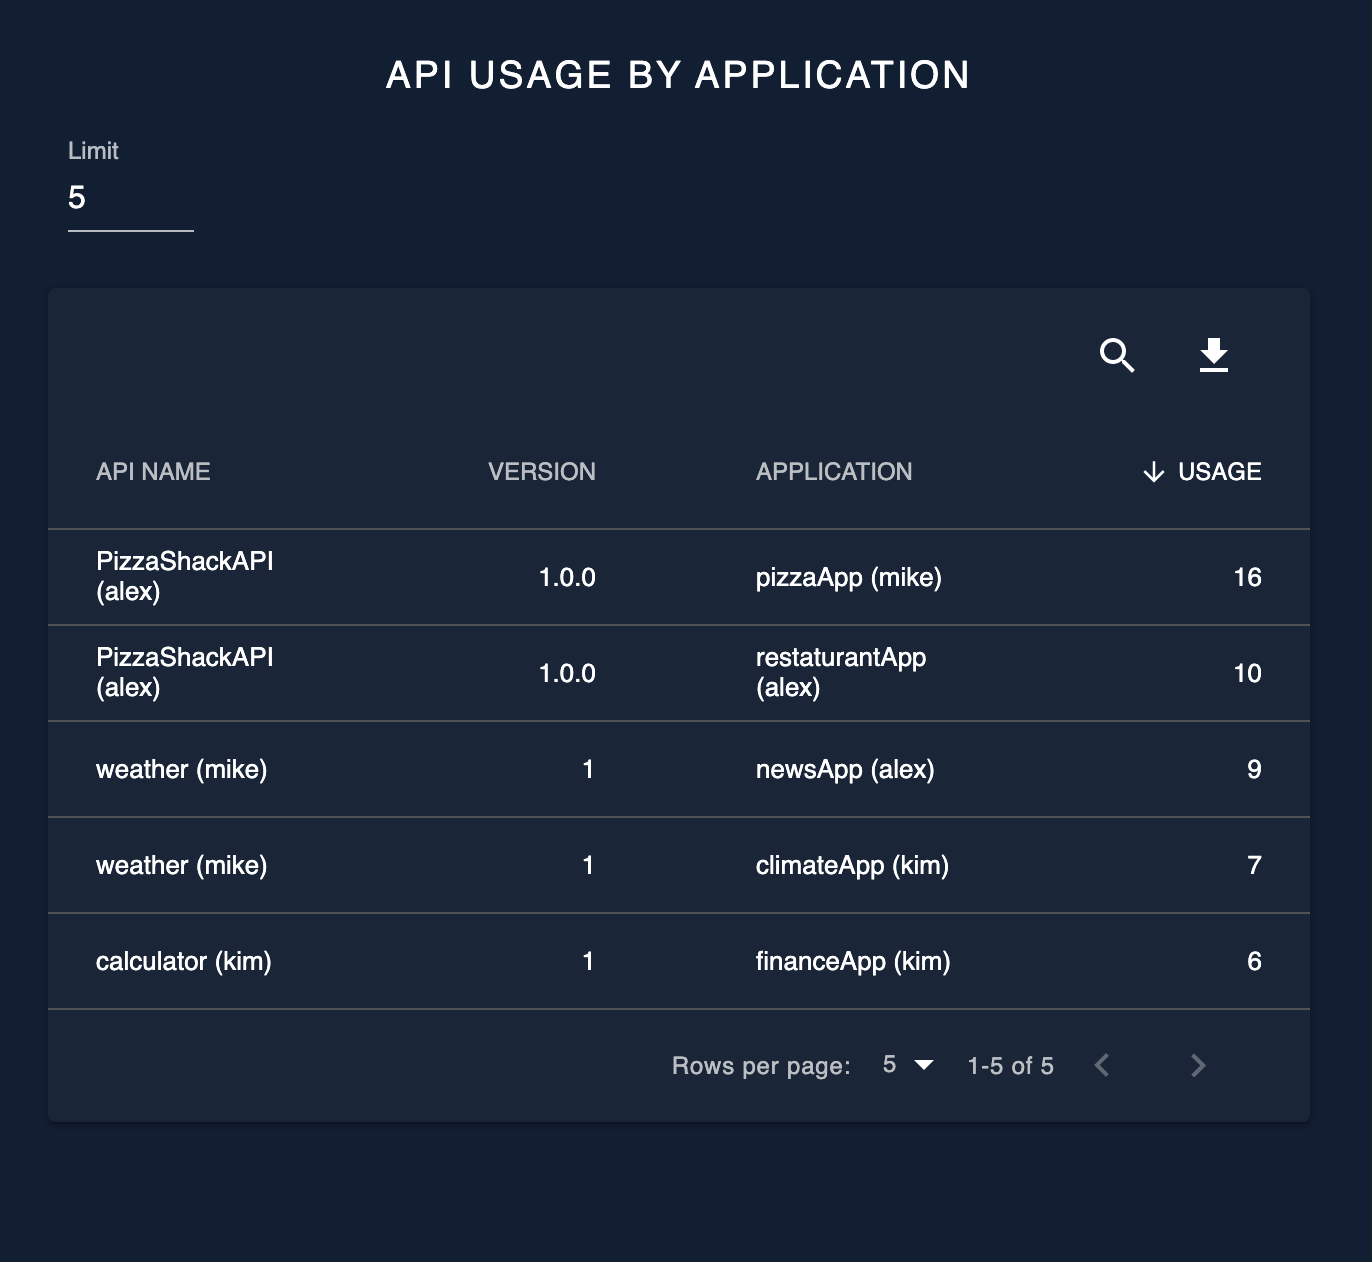 API USAGE BY APPLICATION
Limit
5
API NAME VERSION APPLICATION USAGE
PizzaShackAPI
(alex) 1.0.0 pizzaApp (mike) 16
PizzaShackAPI
(alex) 1.0.0 restaturantApp
(alex) 10
weather (mike) 1 newsApp (alex) 9
weather (mike) 1 climateApp (kim) 7
calculator (kim) 1 financeApp (kim) 6
Rows per page: 5 1-5 of 5